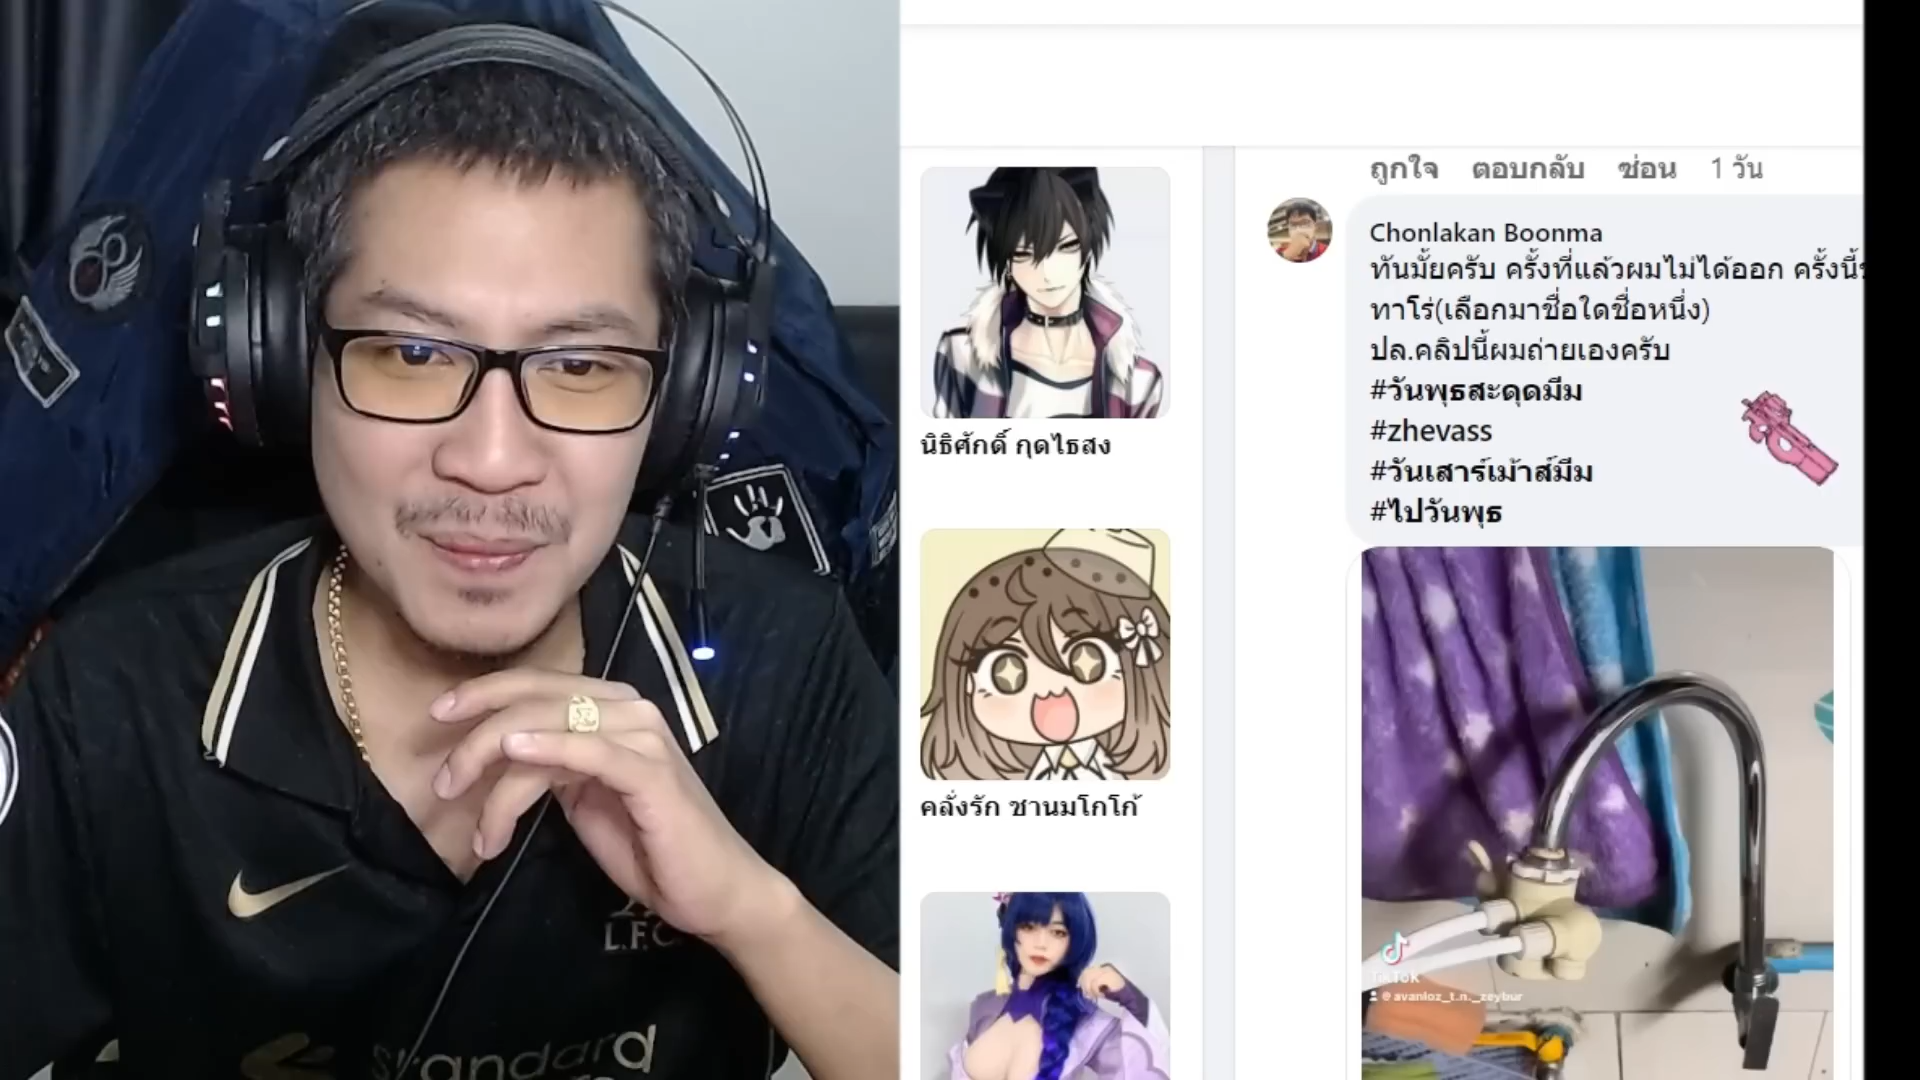 L.F.C
Standard
นิธิศักดิ์ กุดไธสง
คลั่งรัก ชานมโกโก้
ถูกใจ ตอบกลับ ซ่อน 1 วัน
Chonlakan Boonma
ทันมั้ยครับ ครั้งที่แล้วผมไม่ได้ออก ครั้งนี้
ทาโร่(เลือกมาชื่อใดชื่อหนึ่ง)
ปล.คลิปนี้ผมถ่ายเองครับ
#วันพุธสะดุดมีม
#zhevass
#วันเสาร์เม้าส์มีม
#ไปวันพุธ
TikTok
@avanloz_t.n._zeybur